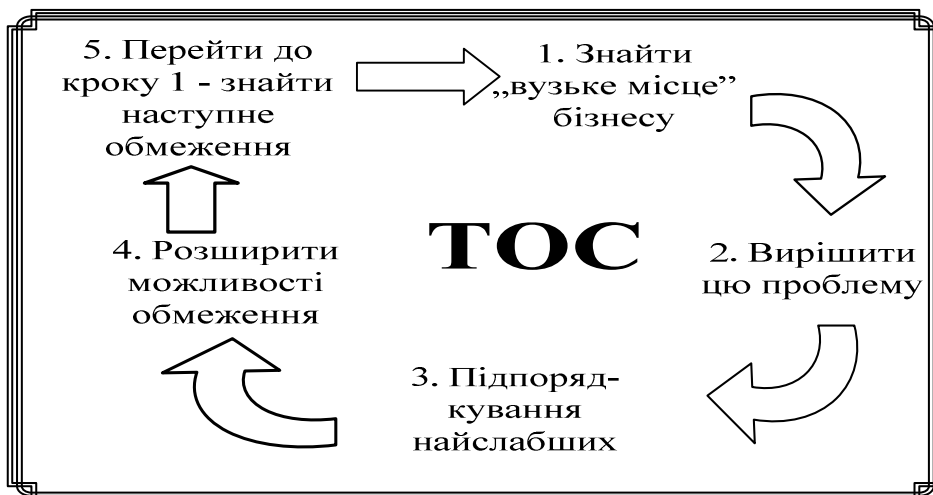 5. Перейти до
кроку 1 - знайти
наступне
обмеження
1. Знайти
„вузьке місце”
бізнесу
ТОС
2. Вирішити
цю проблему
3. Підпоряд-
кування
найслабших
4. Розширити
можливості
обмеження